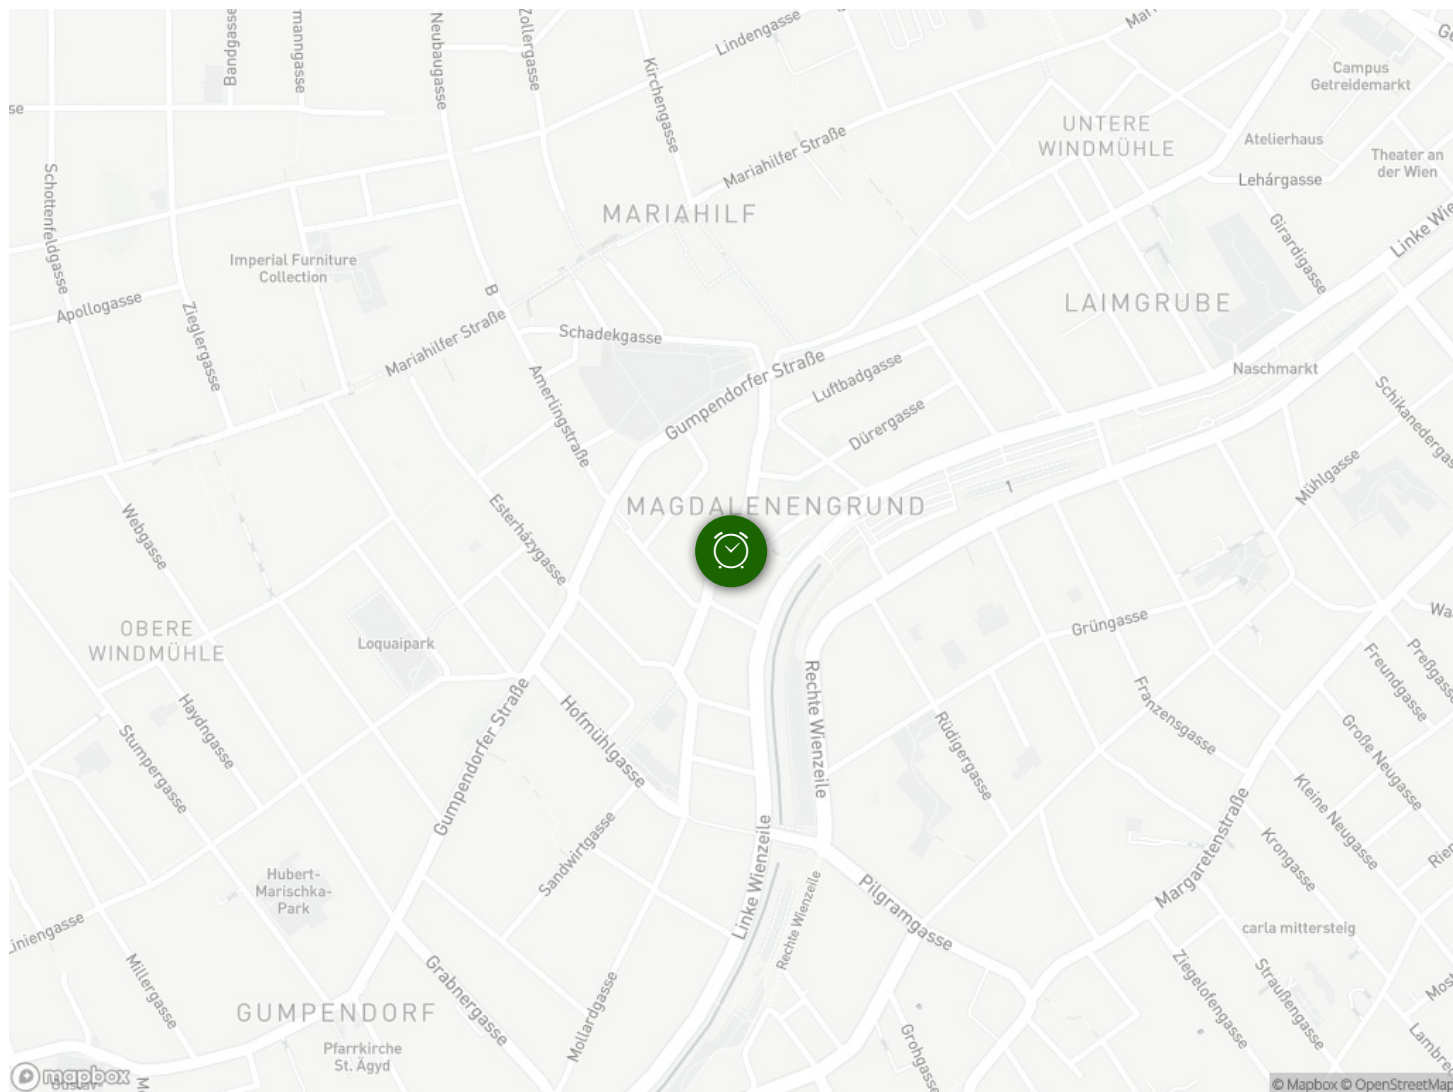 Bandgasse
Neubaugasse
Zollergasse
Lindengasse
Kirchengasse
Campus
Getreidemarkt
UNTERE
WINDMÜHLE
Atelierhaus
Theater an
der Wien
Lehárgasse
Mariahilfer Straße
Schottenfeldgasse
MARIAHILF
Girardigasse
Imperial Furniture
Collection
Apollogasse
Zieglergasse
B
LAIMGRUBE
Mariahilfer Straße
Schadekgasse
Amerlingstraße
Gumpendorfer Straße
Luftbadgasse
Naschmarkt
Dürergasse
Mühlgasse
1
MAGDALENENGRUND
Webgasse
Esterházygasse
OBERE
WINDMÜHLE
Loquaipark
Grüngasse
Rechte Wienzeile
Preßgasse
Freundgasse
Haydngasse
Hofmühlgasse
Franzensgasse
Rüdigergasse
Große Neugasse
Stumpergasse
Gumpendorfer Straße
Kleine Neugasse
Margaretenstraße
Sandwirtgasse
Linke Wienzeile
Rechte Wienzeile
Pilgramgasse
Krongasse
Hubert-
Marischka-
Park
carla mittersteig
Millergasse
Grabnergasse
Mollardgasse
Ziegelofengasse
Straußengasse
GUMPENDORF
Grohgasse
Pfarrkirche
St. Ägyd
mapbox
© Mapbox © OpenStreetMap